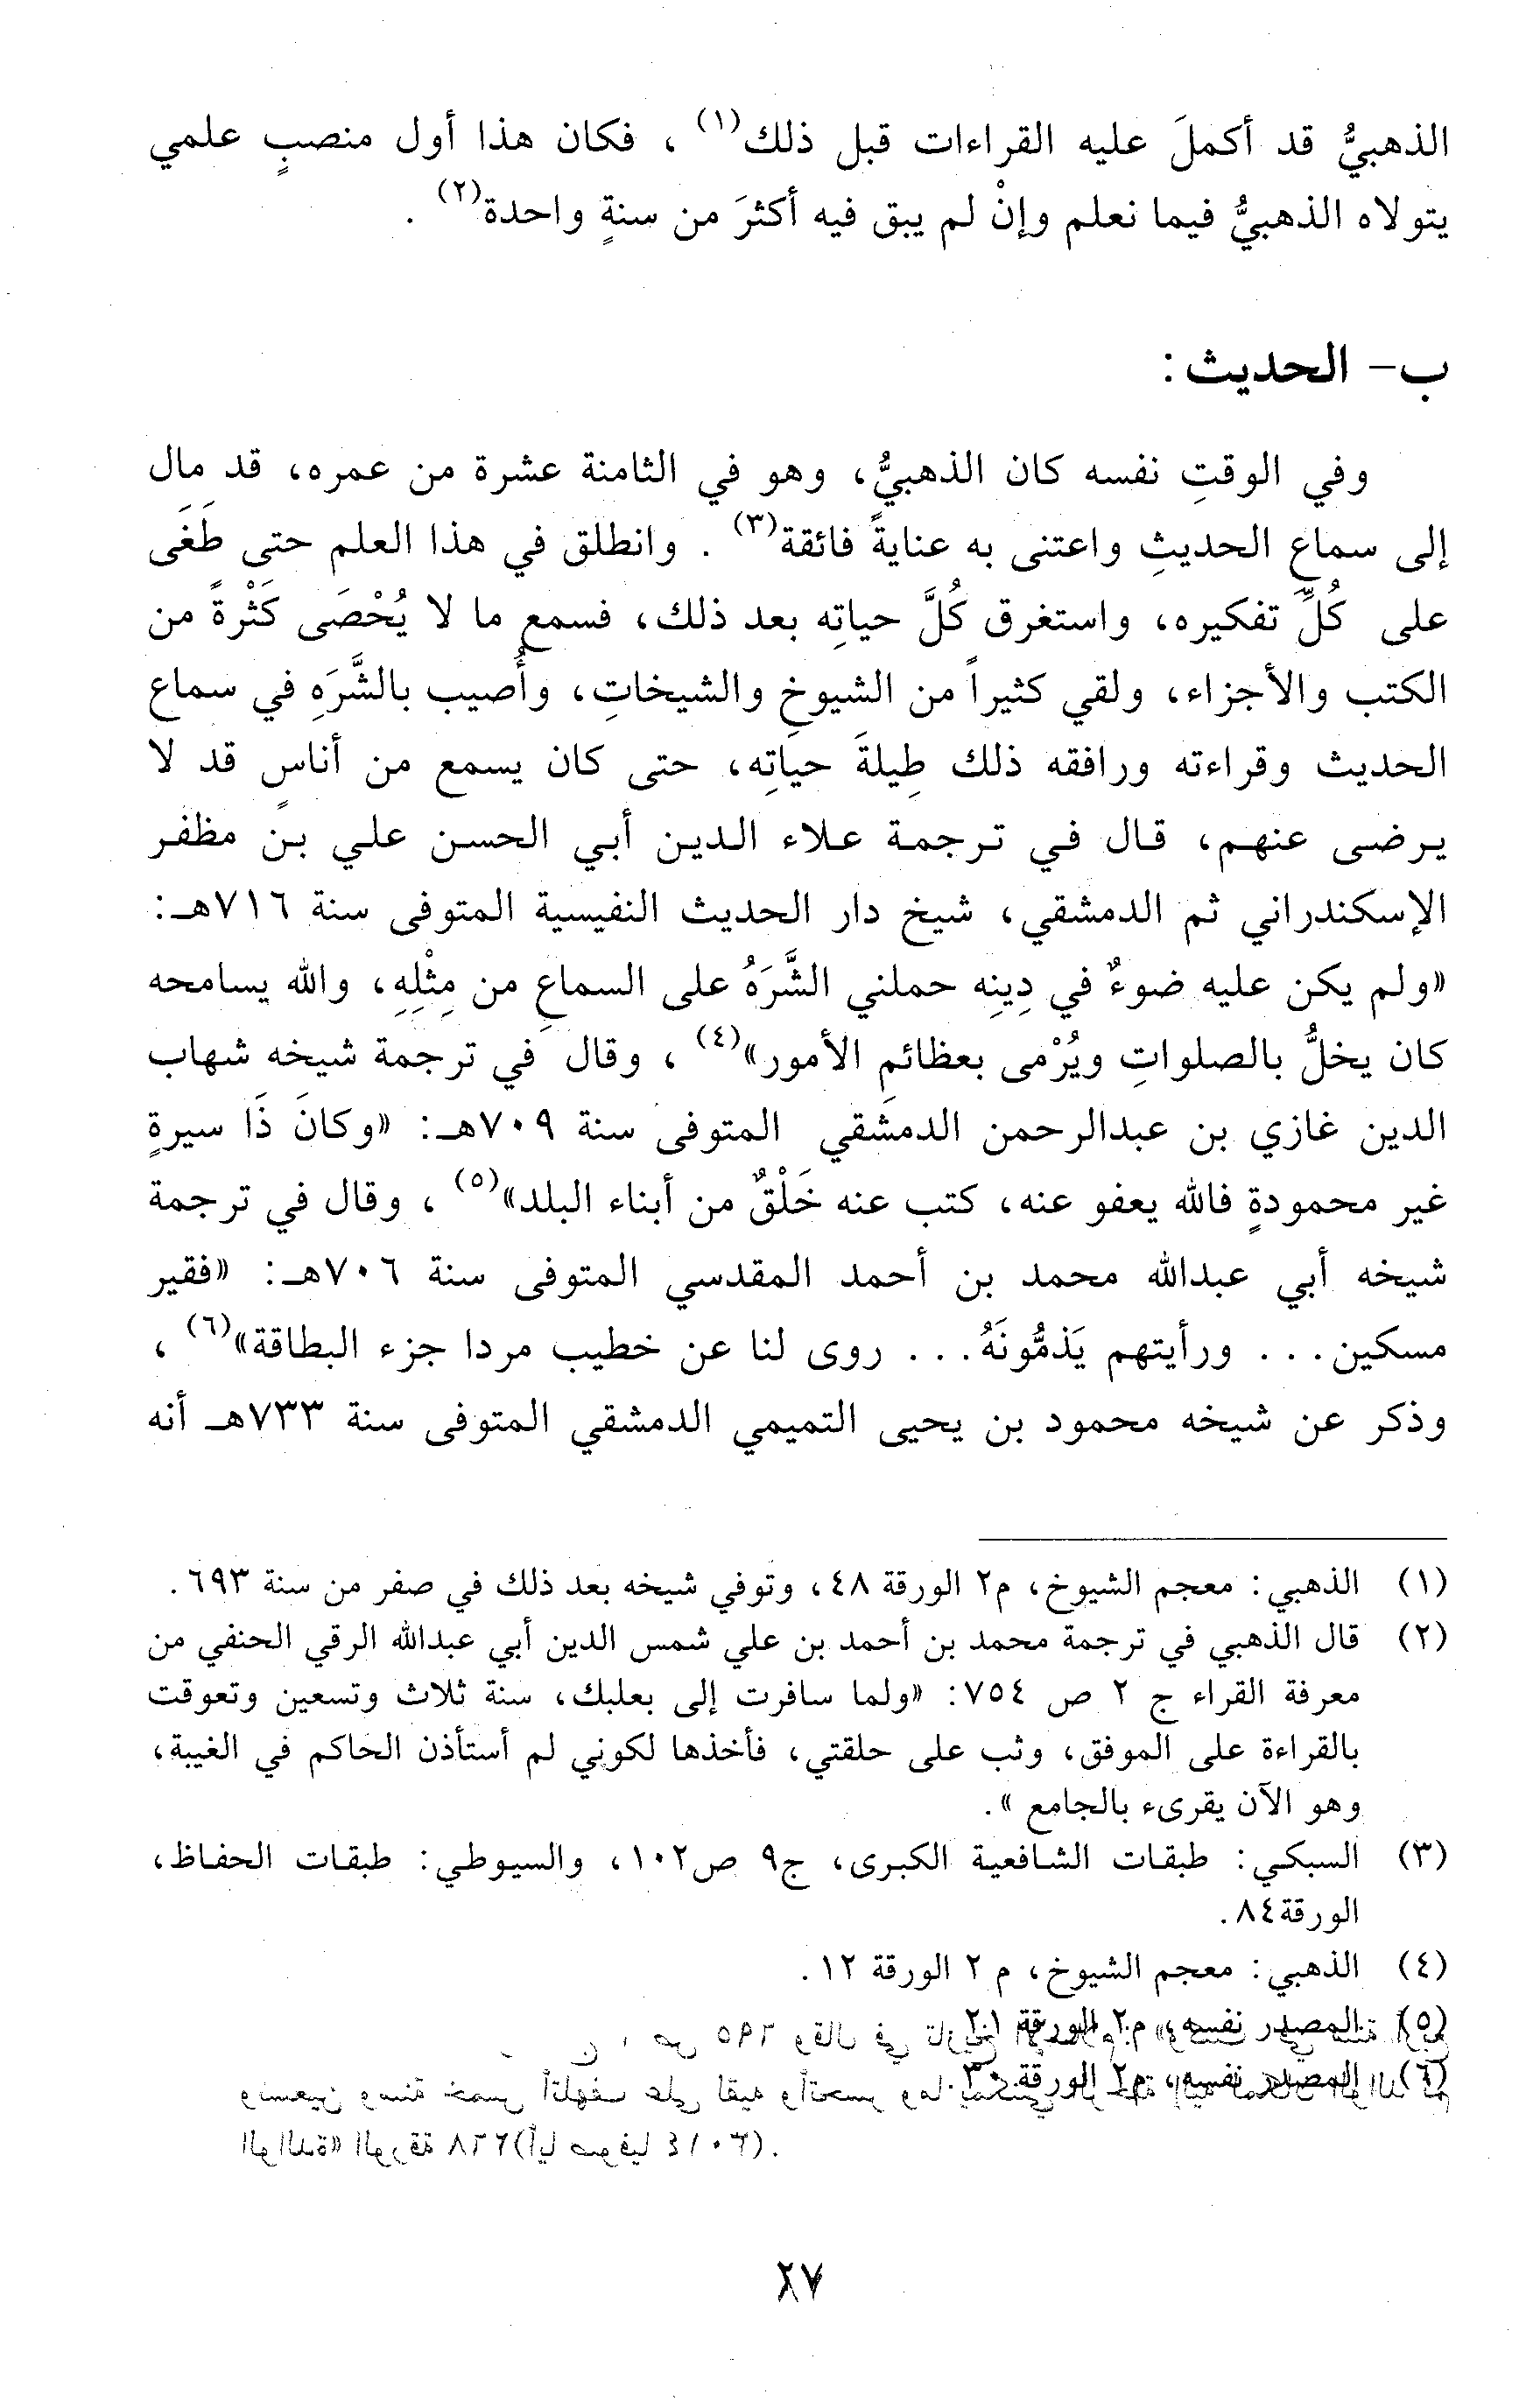 الذهبيُّ قد أكملَ عليه القراءات قبل ذلك(١) ، فكان هذا أول منصبٍ علمي
يتولاه الذهبيُّ فيما نعلم وإنْ لم يبق فيه أكثرَ من سنةٍ واحدة(٢) .
ب- الحديث :
وفي الوقتِ نفسه كان الذهبيُّ، وهو في الثامنة عشرة من عمره، قد مال
إلى سماعِ الحديثِ واعتنى به عنايةً فائقة(٣) . وانطلق في هذا العلم حتى طَغَى
على كُلِّ تفكيره، واستغرق كُلَّ حياتِه بعد ذلك، فسمع ما لا يُحْصَى كَثْرةً من
الكتب والأجزاء، ولقي كثيراً من الشيوخِ والشيخاتِ، وأُصيب بالشَّرَهِ في سماع
الحديث وقراءته ورافقه ذلك طِيلةَ حياتِه، حتى كان يسمع من أناسٍ قد لا
يرضى عنهم، قال في ترجمة علاء الدين أبي الحسن علي بن مظفر
الإسكندراني ثم الدمشقي، شيخ دار الحديث النفيسية المتوفى سنة ٧١٦هـ:
«ولم يكن عليه ضوءٌ في دِينِه حملني الشَّرَهُ على السماعِ من مِثْلِهِ، والله يسامحه
كان يخلُّ بالصلواتِ ويُرْمى بعظائمِ الأمور»(٤) ، وقال في ترجمة شيخه شهاب
الدين غازي بن عبدالرحمن الدمشقي المتوفى سنة ٧٠٩هـ: «وكانَ ذَا سيرةٍ
غير محمودةٍ فالله يعفو عنه، كتب عنه خَلْقٌ من أبناء البلد»(٥) ، وقال في ترجمة
شيخه أبي عبدالله محمد بن أحمد المقدسي المتوفى سنة ٧٠٦هـ: «فقير
مسكين... ورأيتهم يَذمُّونَهُ... روى لنا عن خطيب مردا جزء البطاقة»(٦) ،
وذكر عن شيخه محمود بن يحيى التميمي الدمشقي المتوفى سنة ٧٣٣هـ أنه
(١) الذهبي: معجم الشيوخ، م٢ الورقة ٤٨، وتوفي شيخه بعد ذلك في صفر من سنة ٦٩٣.
(٢) قال الذهبي في ترجمة محمد بن أحمد بن علي شمس الدين أبي عبدالله الرقي الحنفي من
معرفة القراء ج ٢ ص ٧٥٤: «ولما سافرت إلى بعلبك، سنة ثلاث وتسعين وتعوقت
بالقراءة على الموفق، وثب على حلقتي، فأخذها لكوني لم أستأذن الحاكم في الغيبة،
وهو الآن يقرىء بالجامع ».
(٣) السبكي: طبقات الشافعية الكبرى، ج٩ ص١٠٢، والسيوطي: طبقات الحفاظ،
الورقة٨٤.
(٤) الذهبي: معجم الشيوخ، م ٢ الورقة ١٢.
(٥) المصدر نفسه، م٢ الورقة
(٦) المصدر نفسه، م٢ الورقة
٢٧